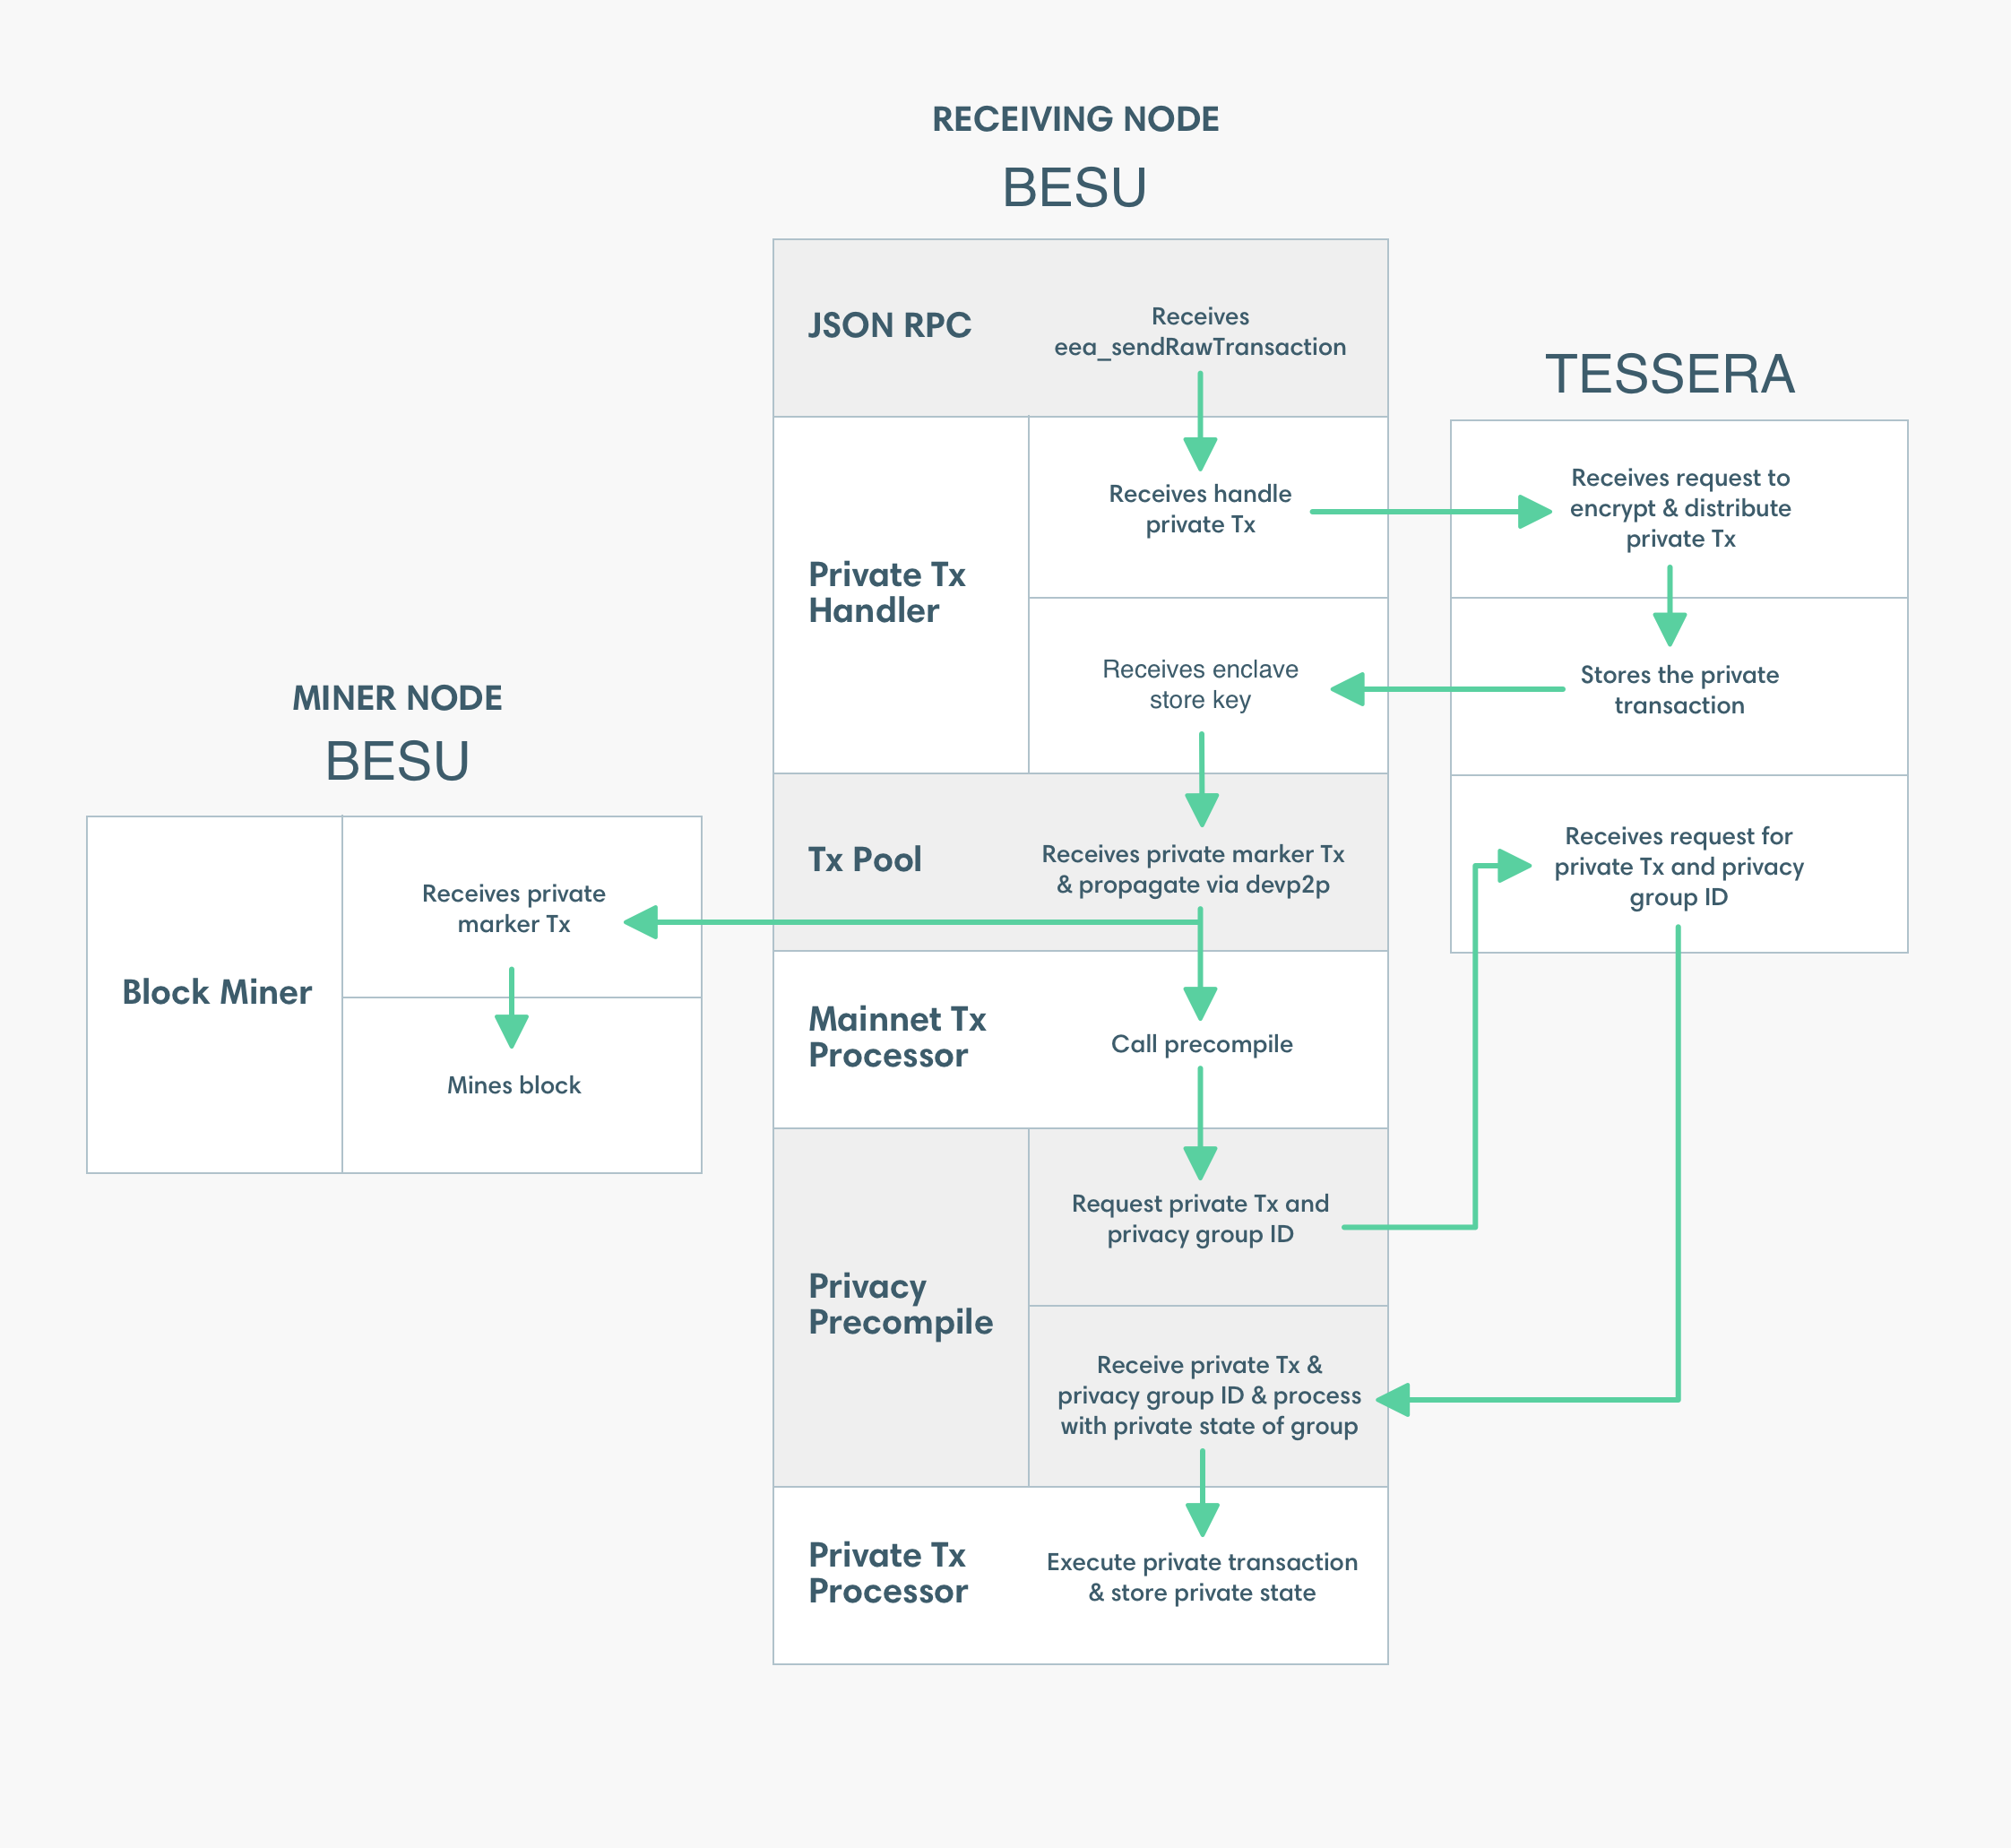 RECEIVING NODE
BESU
JSON RPC
Receives
eea_sendRawTransaction
Private Tx
Handler
Receives handle
private Tx
Receives enclave
store key
Tx Pool
Receives private marker Tx
& propagate via devp2p
Mainnet Tx
Processor
Call precompile
Privacy
Precompile
Request private Tx and
privacy group ID
Receive private Tx &
privacy group ID & process
with private state of group
Private Tx
Processor
Execute private transaction
& store private state
TESSERA
Receives request to
encrypt & distribute
private Tx
Stores the private
transaction
Receives request for
private Tx and privacy
group ID
MINER NODE
BESU
Block Miner
Receives private
marker Tx
Mines block